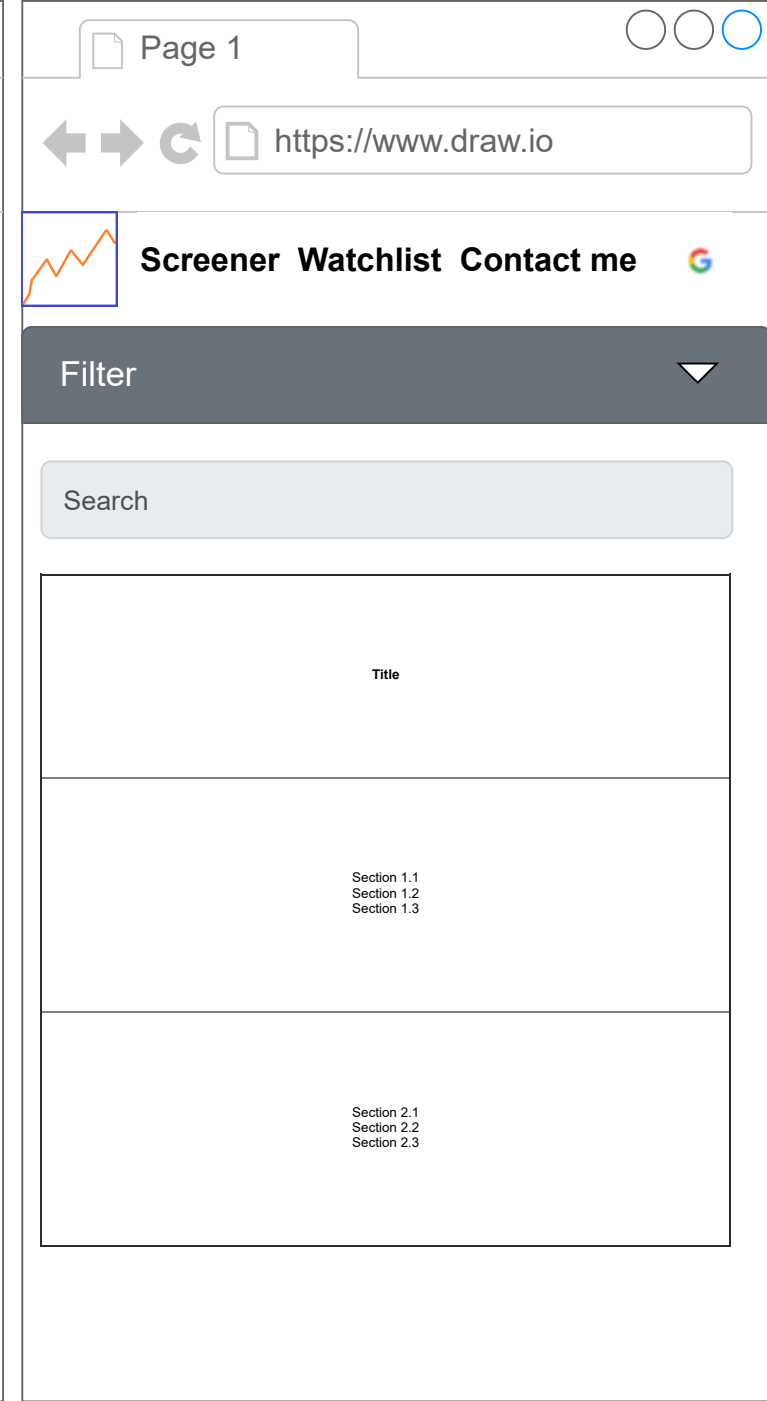 Page 1
https://www.draw.io
Screener Watchlist Contact me
Filter
Search
Title
Section 1.1
Section 1.2
Section 1.3
Section 2.1
Section 2.2
Section 2.3